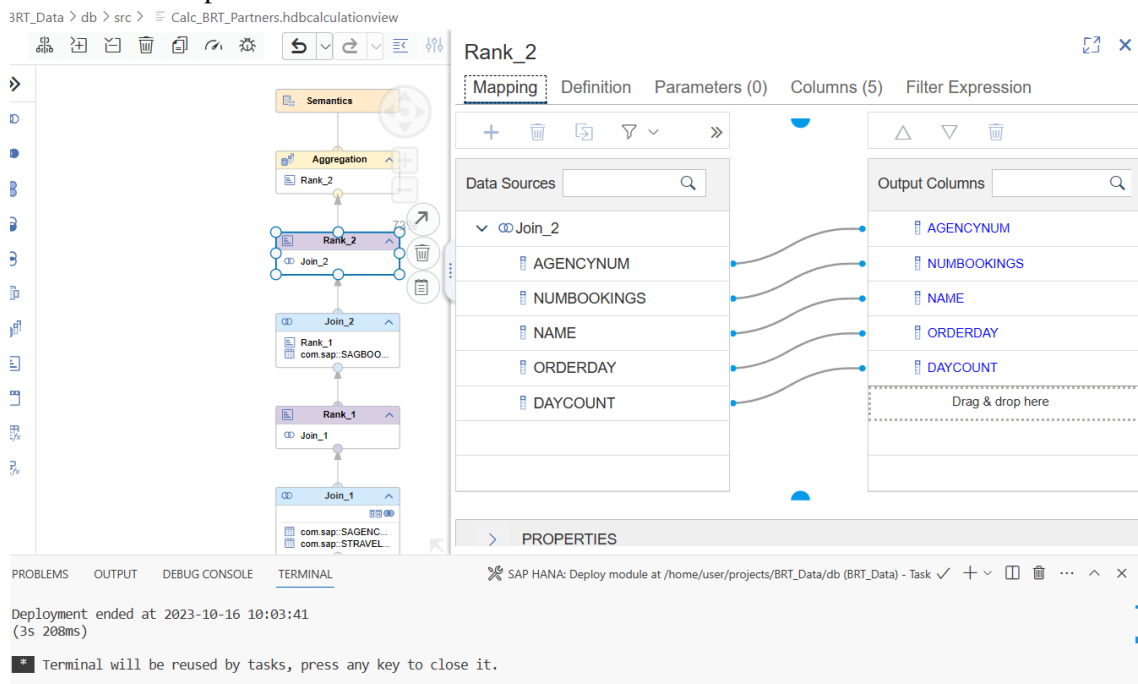 BRT_Data > db > src > Calc_BRT_Partners.hdbcalculationview
Rank_2
Mapping Definition Parameters (0) Columns (5) Filter Expression
Semantics
Aggregation
Rank_2
73%
Rank_2
Join_2
Join_2
Rank_1
com.sap::SAGBOO...
Rank_1
Join_1
Join_1
com.sap::SAGENC...
com.sap::STRAVEL...
Data Sources
Join_2
AGENCYNUM
NUMBOOKINGS
NAME
ORDERDAY
DAYCOUNT
Output Columns
AGENCYNUM
NUMBOOKINGS
NAME
ORDERDAY
DAYCOUNT
Drag & drop here
PROPERTIES
PROBLEMS OUTPUT DEBUG CONSOLE TERMINAL
SAP HANA: Deploy module at /home/user/projects/BRT_Data/db (BRT_Data) - Task
Deployment ended at 2023-10-16 10:03:41
(3s 208ms)
* Terminal will be reused by tasks, press any key to close it.